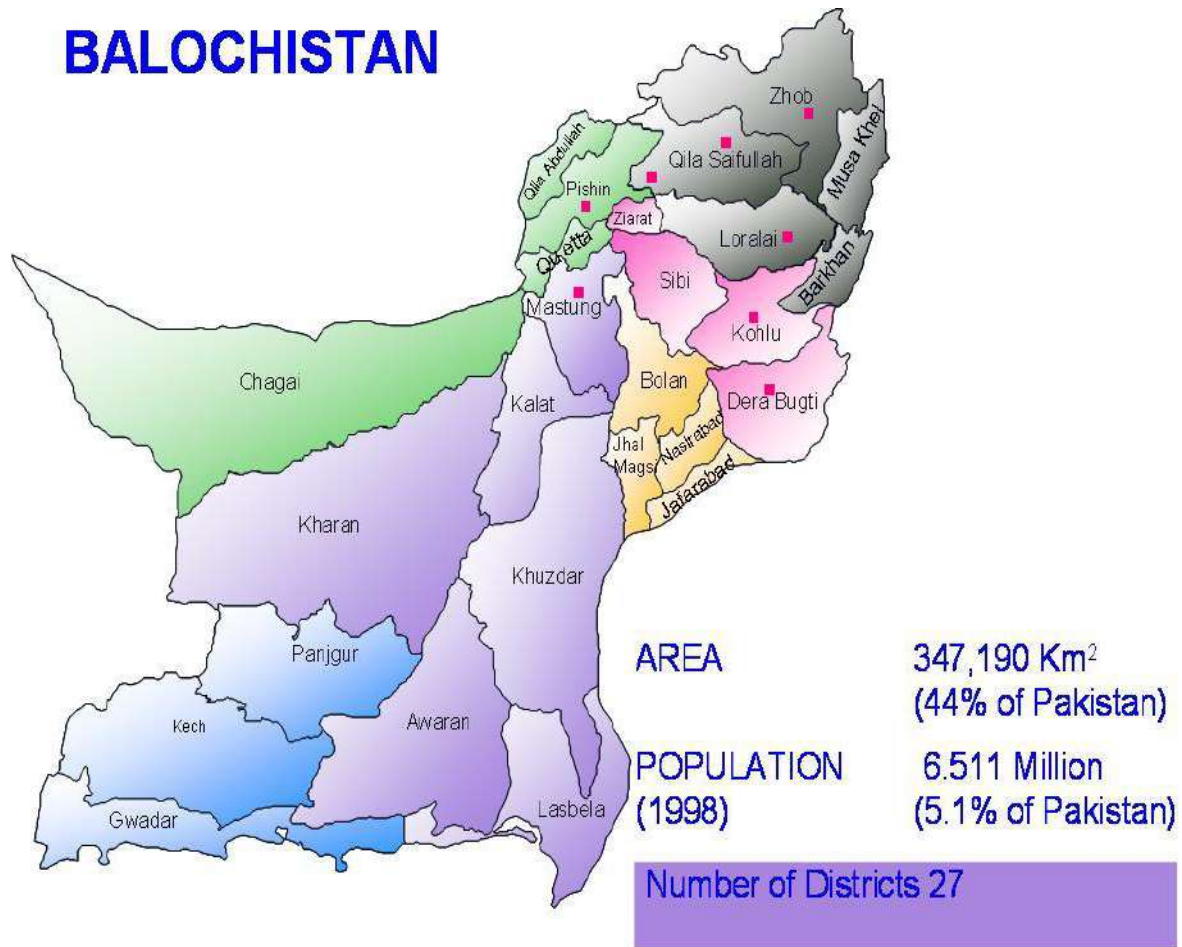 BALOCHISTAN
Zhob
Qila Abdullah
Qila Saifullah
Musa Khel
Pishin
Ziarat
Loralai
Quetta
Barkhan
Sibi
Mastung
Kohlu
Chagai
Bolan
Kalat
Dera Bugti
Jhal
Magsi
Nasirabad
Jafarabad
Kharan
Khuzdar
Panjgur
Kech
Awaran
Gwadar
Lasbela
AREA 347,190 Km²
(44% of Pakistan)
POPULATION 6.511 Million
(1998) (5.1% of Pakistan)
Number of Districts 27